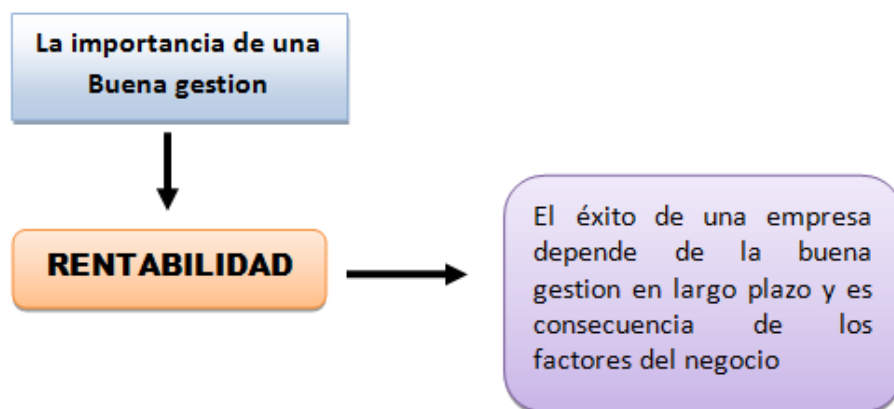 La importancia de una
Buena gestion
RENTABILIDAD
El éxito de una empresa
depende de la buena
gestion en largo plazo y es
consecuencia de los
factores del negocio